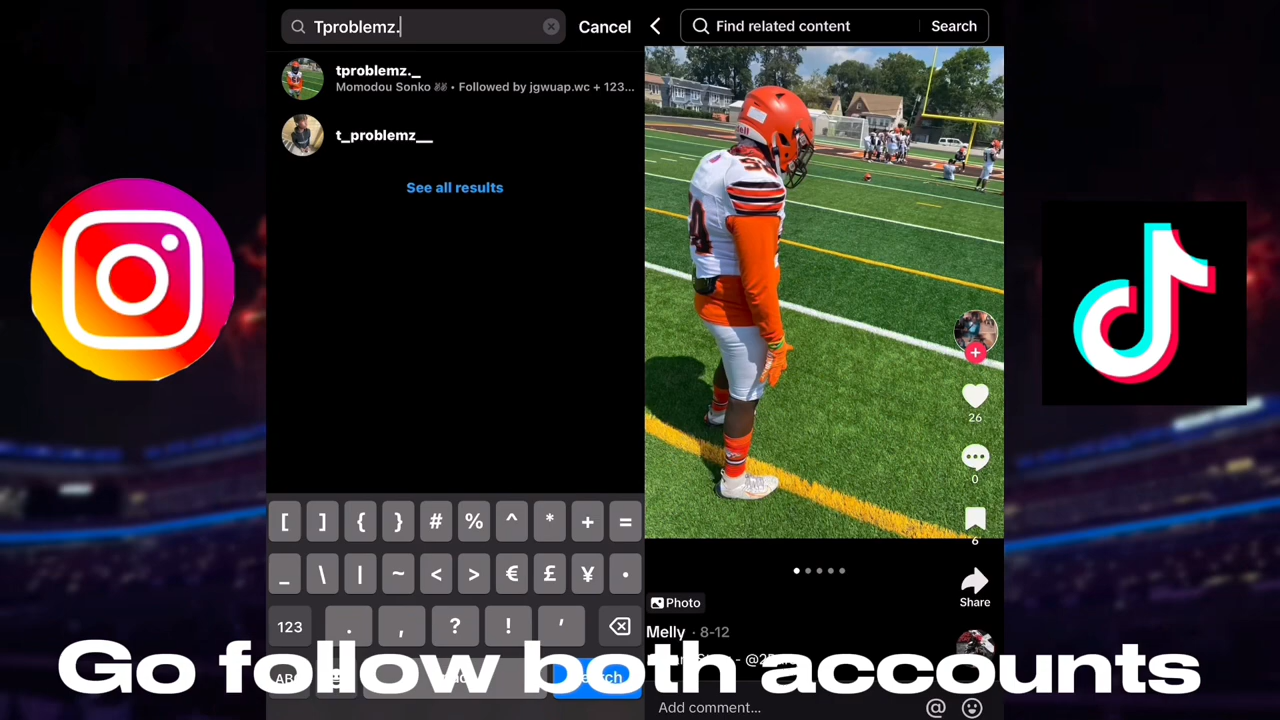 Tproblemz.
Cancel
tproblemz._
Momodou Sonko ✌🏿✌🏿 • Followed by jgwuap.wc + 123...
t_problemz__
See all results
[ ] { } # % ^ * + =
_ \ | ~ < > € £ ¥ •
123 . , ? ! ’
Find related content
Search
26
0
6
Share
Photo
Melly · 8-12
Add comment...
@
Go follow both accounts